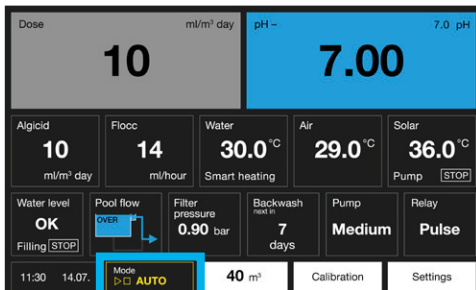 Dose ml/m³ day
10
pH – 7.0 pH
7.00
Algicid
10
ml/m³ day
Flocc
14
ml/hour
Water
30.0°C
Smart heating
Air
29.0°C
Solar
36.0°C
Pump STOP
Water level
OK
Filling STOP
Pool flow
OVER
Filter
pressure
0.90 bar
Backwash
next in
7
days
Pump
Medium
Relay
Pulse
11:30 14.07.
Mode
AUTO
40 m³
Calibration
Settings